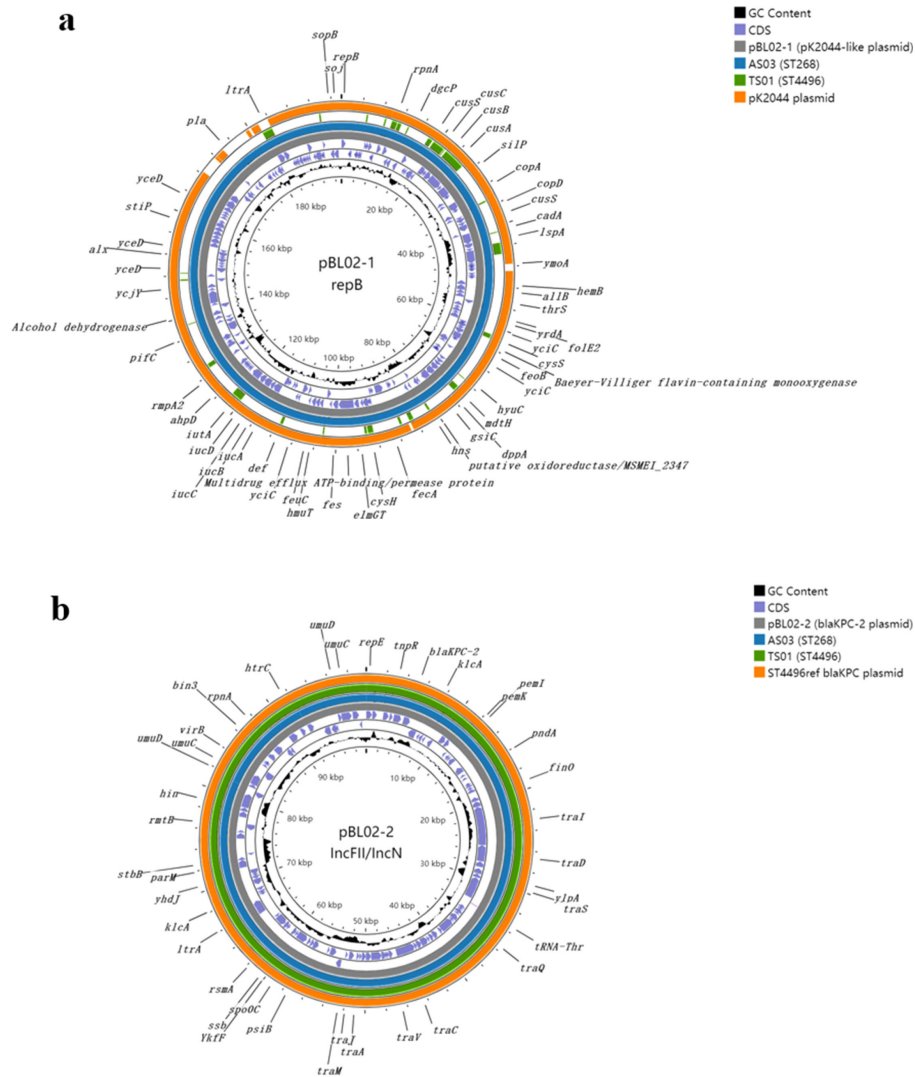 a
GC Content
CDS
pBL02-1 (pK2044-like plasmid)
AS03 (ST268)
TS01 (ST4496)
pK2044 plasmid
sopB
repB
soj
rpnA
ltrA
dgcP
cusS
cusC
cusB
cusA
pla
silP
copA
yceD
copD
stiP
cusS
cadA
lspA
yceD
alx
yceD
ymoA
ycjY
hemB
allB
thrS
Alcohol dehydrogenase
yrdA
folE2
pifC
yciC
cysS
feoB
Baeyer-Villiger flavin-containing monooxygenase
yciC
rmpA2
hyuC
ahpD
mdtH
iutA
gsiC
iucD
dppA
hns
iucA
putative oxidoreductase/MSMEI_2347
iucB
def
Multidrug efflux ATP-binding/permease protein
iucC
yciC
fecA
feuC
cysH
fes
hmuT
elmGT
180 kbp
20 kbp
160 kbp
40 kbp
pBL02-1
repB
140 kbp
60 kbp
120 kbp
80 kbp
100 kbp
b
GC Content
CDS
pBL02-2 (blaKPC-2 plasmid)
AS03 (ST268)
TS01 (ST4496)
ST4496ref blaKPC plasmid
umuD
umuC
repE
tnpR
blaKPC-2
htrC
klcA
bin3
rpnA
pemI
pemK
virB
umuD
umuC
pndA
finO
hin
rmtB
traI
stbB
parM
traD
yhdJ
ylpA
traS
klcA
ltrA
tRNA-Thr
traQ
rsmA
spo0C
ssb
YkfF
psiB
traC
traJ
traV
traA
traM
90 kbp
10 kbp
80 kbp
20 kbp
pBL02-2
IncFII/IncN
70 kbp
30 kbp
60 kbp
40 kbp
50 kbp